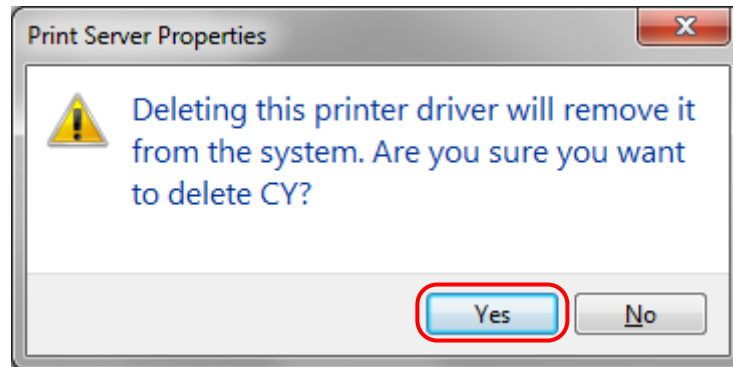 Print Server Properties
Deleting this printer driver will remove it
from the system. Are you sure you want
to delete CY?
Yes
No